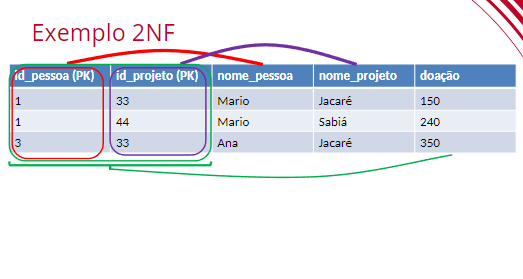 Exemplo 2NF
id_pessoa (PK) id_projeto (PK) nome_pessoa nome_projeto doação
1 33 Mario Jacaré 150
1 44 Mario Sabiá 240
3 33 Ana Jacaré 350